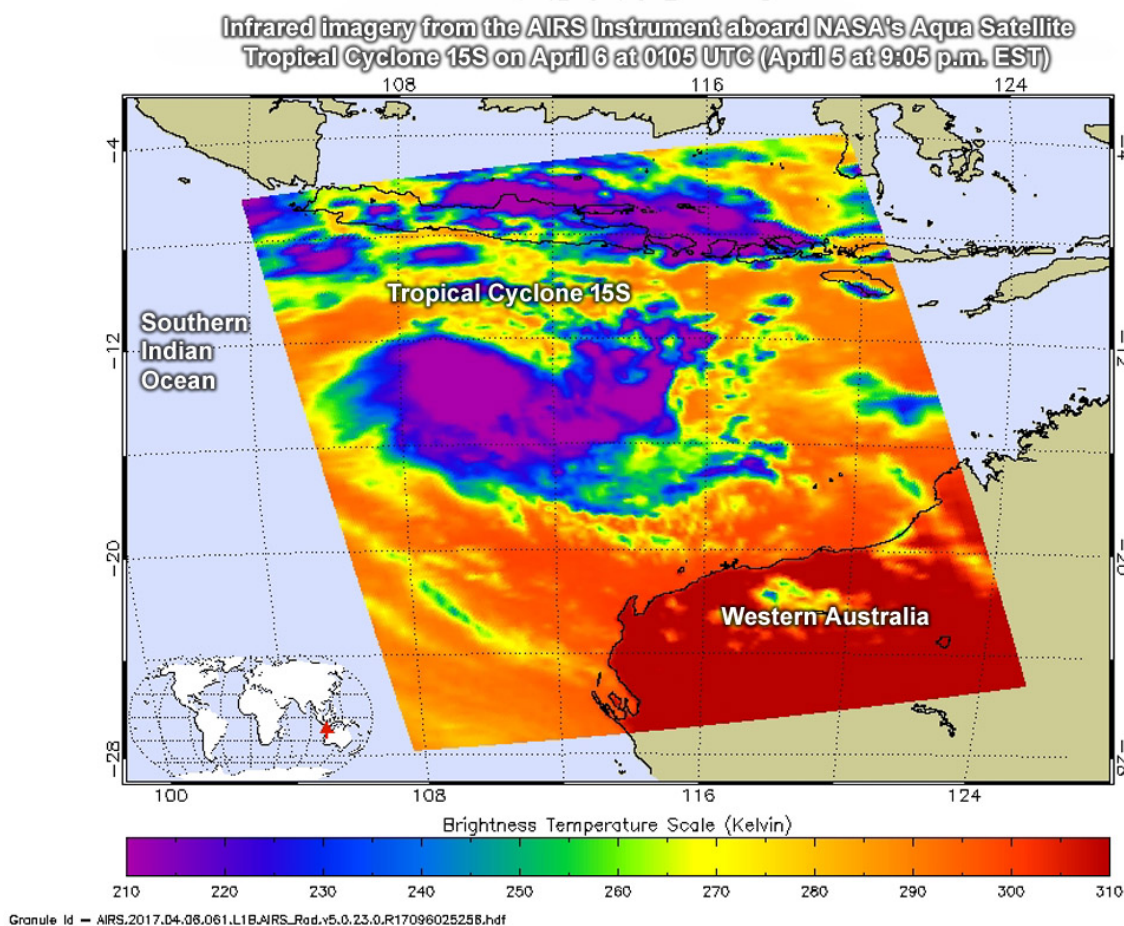 Infrared imagery from the AIRS Instrument aboard NASA's Aqua Satellite
Tropical Cyclone 15S on April 6 at 0105 UTC (April 5 at 9:05 p.m. EST)
108 116 124
-4
Tropical Cyclone 15S
Southern
Indian
Ocean
-12
-20
Western Australia
-28
100 108 116 124
Brightness Temperature Scale (Kelvin)
210 220 230 240 250 260 270 280 290 300 310
Granule Id – AIRS.2017.04.06.061.L1B.AIRS_Rad.v5.0.23.0.R17096025256.hdf